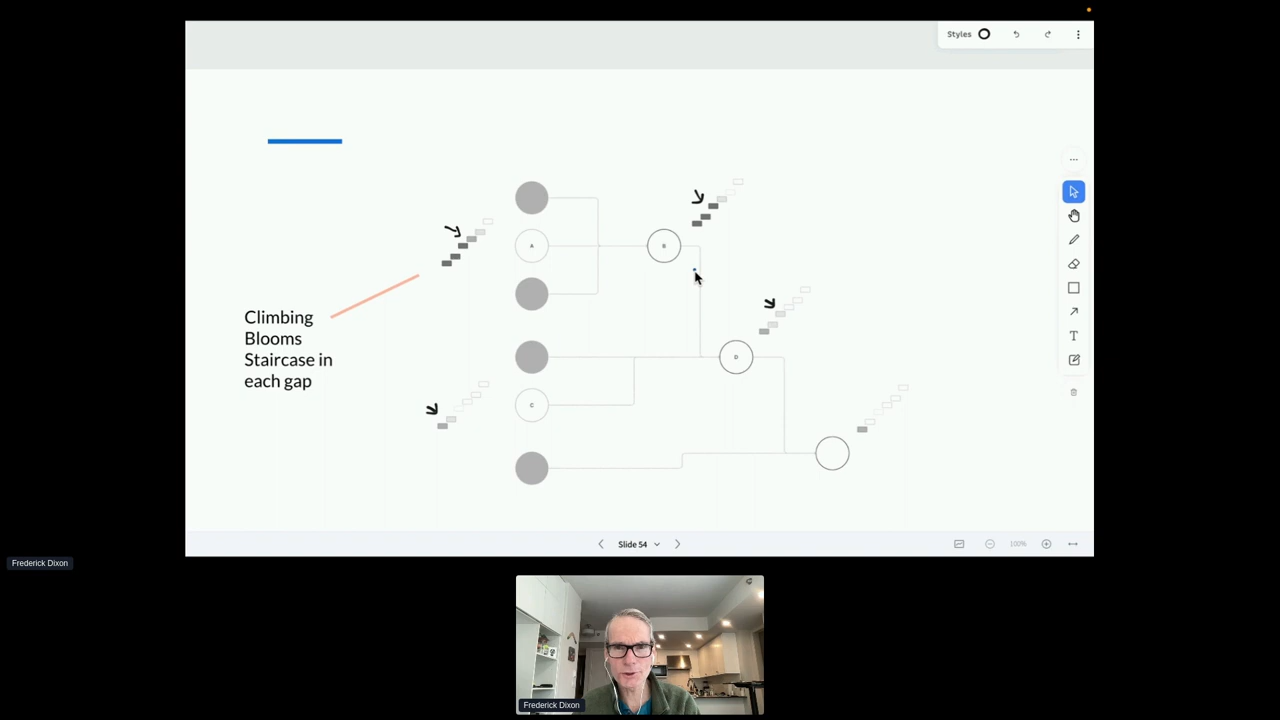 Styles
Climbing
Blooms
Staircase in
each gap
A
B
C
D
Slide 54
100%
T
Frederick Dixon
Frederick Dixon